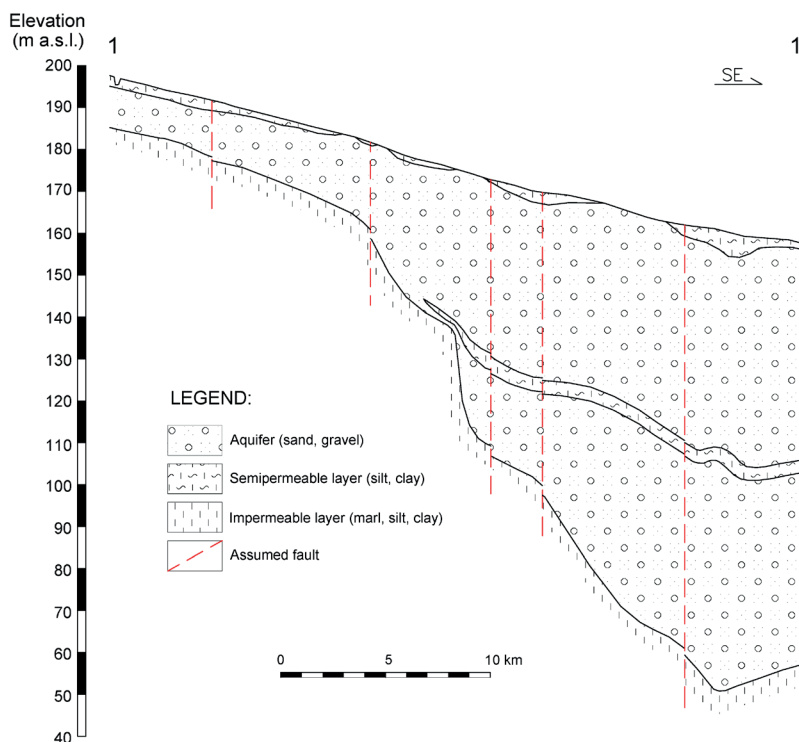 Elevation
(m a.s.l.)
1
1
SE
200
190
180
170
160
150
140
130
120
110
100
90
80
70
60
50
40
LEGEND:
Aquifer (sand, gravel)
Semipermeable layer (silt, clay)
Impermeable layer (marl, silt, clay)
Assumed fault
0
5
10 km